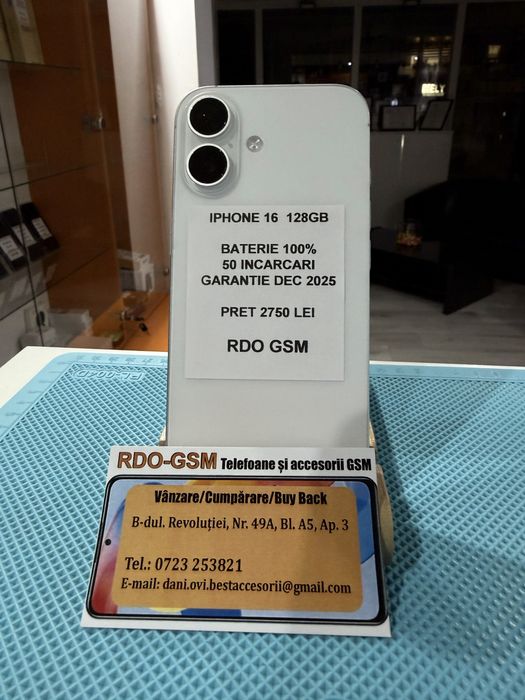 IPHONE 16 128GB
BATERIE 100%
50 INCARCARI
GARANTIE DEC 2025
PRET 2750 LEI
RDO GSM
RDO-GSM Telefoane și accesorii GSM
Vânzare/Cumpărare/Buy Back
B-dul. Revoluției, Nr. 49A, Bl. A5, Ap. 3
Tel.: 0723 253821
E-mail: dani.ovi.bestaccesorii@gmail.com